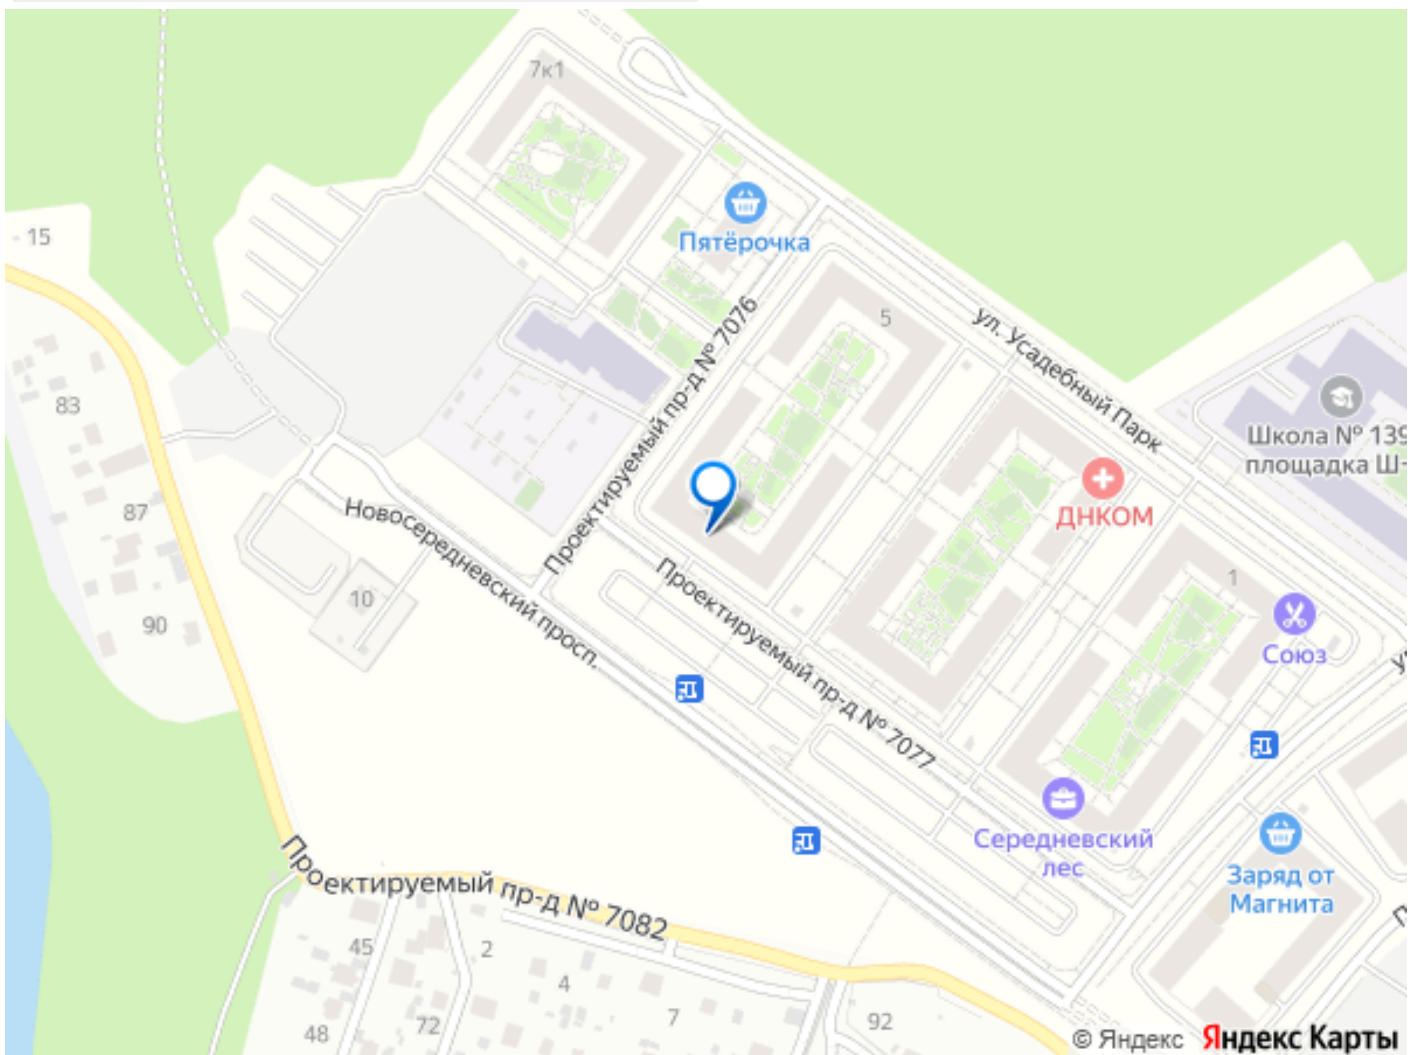 7к1
15
Пятёрочка
5
Проектируемый пр-д № 7076
ул. Усадебный Парк
83
Школа № 139
площадка Ш-
ДНКОМ
87
Новосередневский просп.
Проектируемый пр-д № 7077
1
10
90
Союз
Середневский
лес
Заряд от
Магнита
Проектируемый пр-д № 7082
45
2
4
7
48
72
92
© Яндекс Яндекс Карты